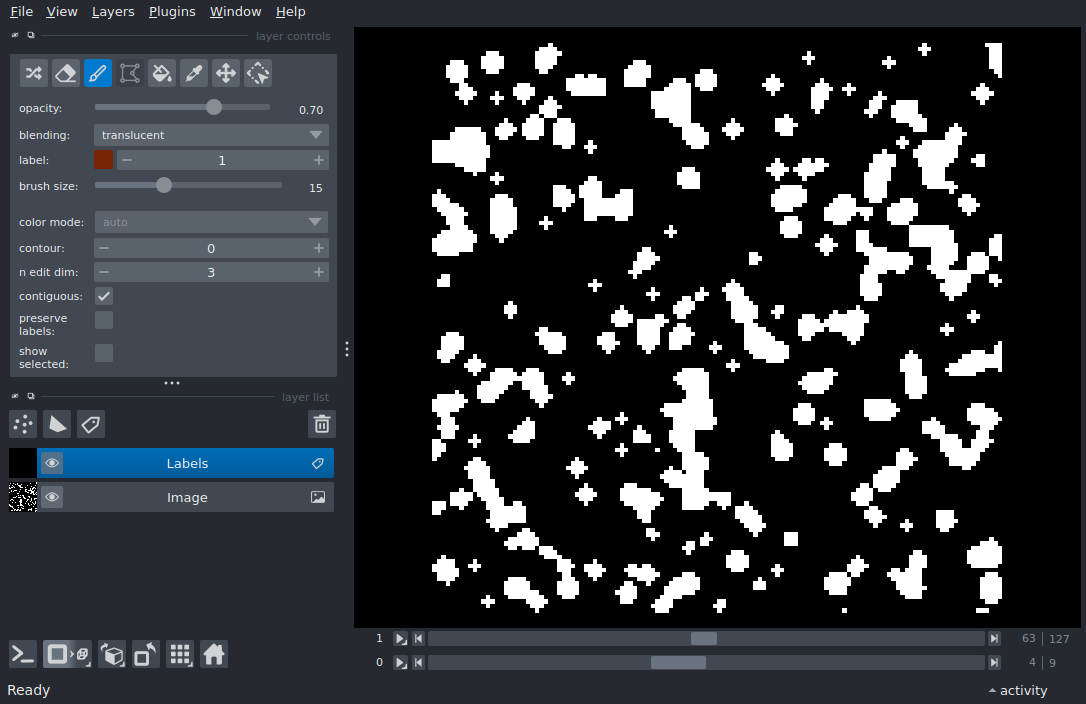 File View Layers Plugins Window Help
layer controls
opacity: 0.70
blending: translucent
label: 1
brush size: 15
color mode: auto
contour: 0
n edit dim: 3
contiguous:
preserve
labels:
show
selected:
layer list
Labels
Image
1 63 127
0 4 9
Ready activity